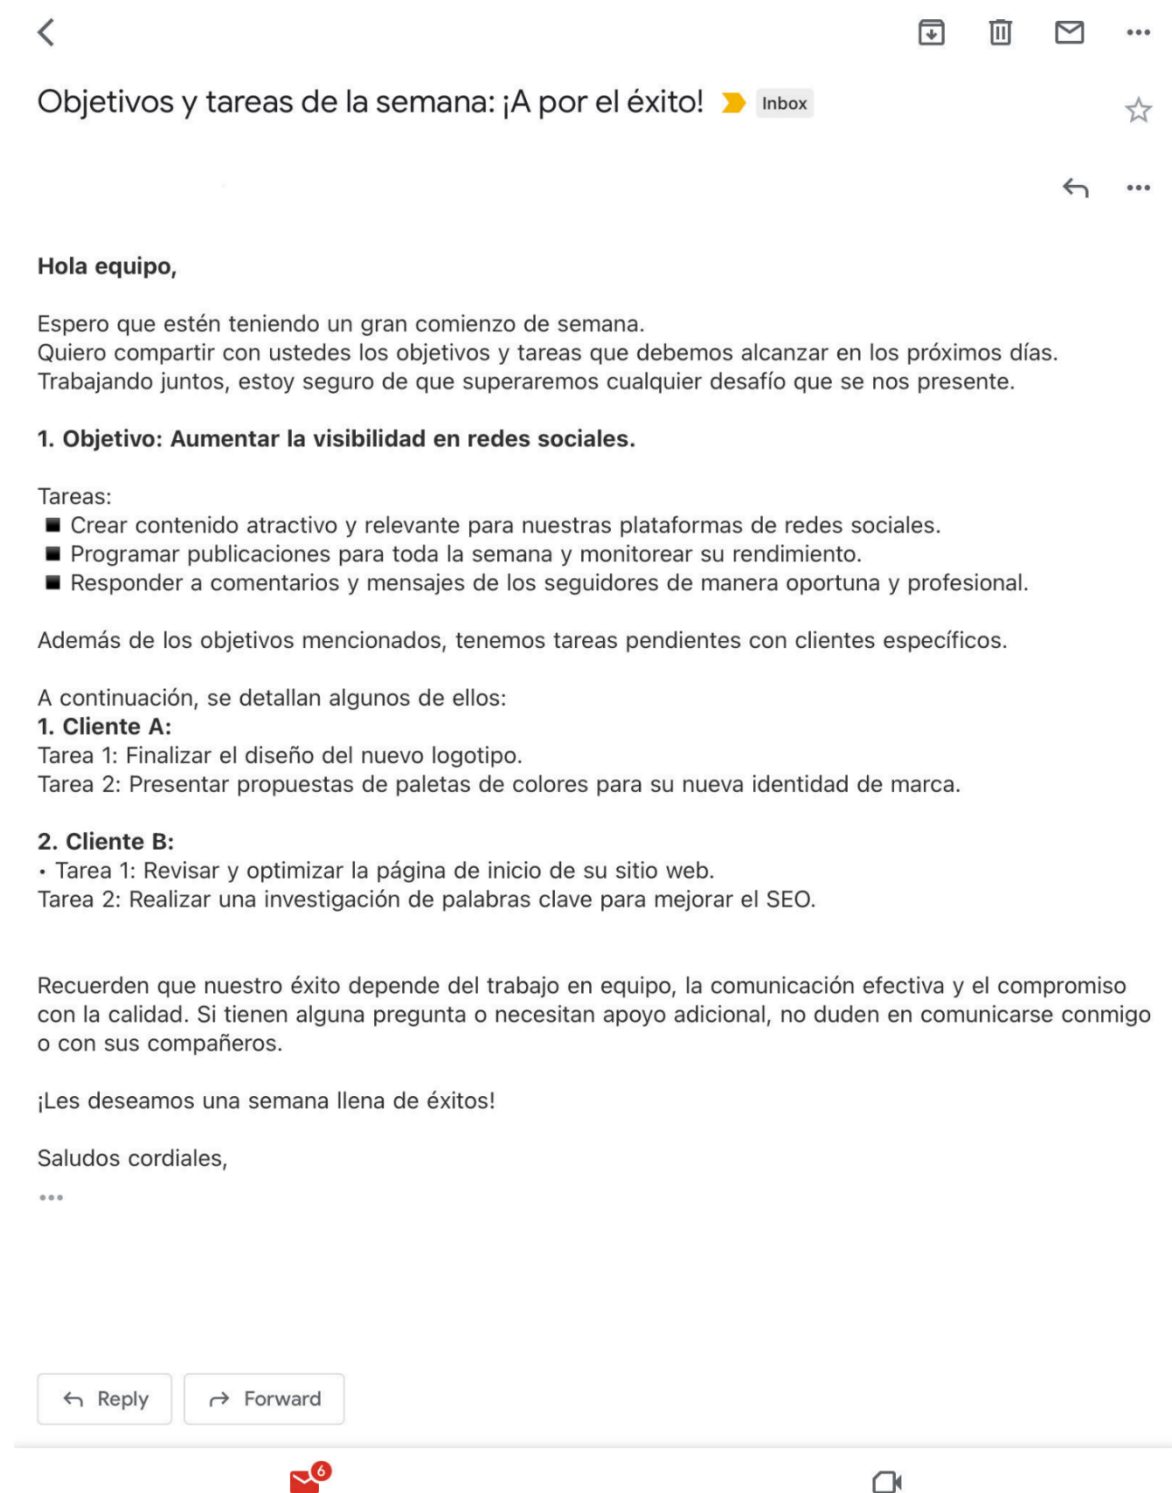 Objetivos y tareas de la semana: ¡A por el éxito! Inbox
Hola equipo,
Espero que estén teniendo un gran comienzo de semana.
Quiero compartir con ustedes los objetivos y tareas que debemos alcanzar en los próximos días.
Trabajando juntos, estoy seguro de que superaremos cualquier desafío que se nos presente.
1. Objetivo: Aumentar la visibilidad en redes sociales.
Tareas:
▪ Crear contenido atractivo y relevante para nuestras plataformas de redes sociales.
▪ Programar publicaciones para toda la semana y monitorear su rendimiento.
▪ Responder a comentarios y mensajes de los seguidores de manera oportuna y profesional.
Además de los objetivos mencionados, tenemos tareas pendientes con clientes específicos.
A continuación, se detallan algunos de ellos:
1. Cliente A:
Tarea 1: Finalizar el diseño del nuevo logotipo.
Tarea 2: Presentar propuestas de paletas de colores para su nueva identidad de marca.
2. Cliente B:
• Tarea 1: Revisar y optimizar la página de inicio de su sitio web.
Tarea 2: Realizar una investigación de palabras clave para mejorar el SEO.
Recuerden que nuestro éxito depende del trabajo en equipo, la comunicación efectiva y el compromiso
con la calidad. Si tienen alguna pregunta o necesitan apoyo adicional, no duden en comunicarse conmigo
o con sus compañeros.
¡Les deseamos una semana llena de éxitos!
Saludos cordiales,
Reply Forward
6